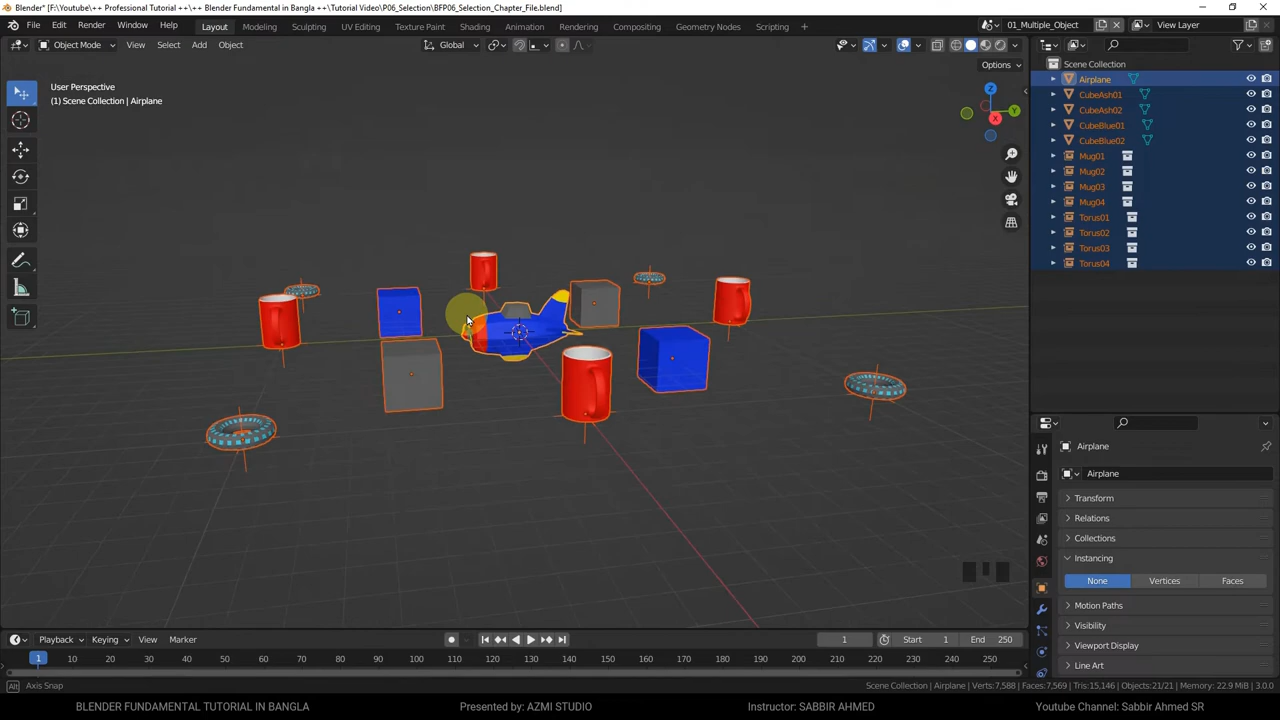 Blender* [F:\Youtube\++ Professional Tutorial ++\++ Blender Fundamental in Bangla ++\Tutorial Video\P06_Selection\BFP06_Selection_Chapter_File.blend]
File Edit Render Window Help Layout Modeling Sculpting UV Editing Texture Paint Shading Animation Rendering Compositing Geometry Nodes Scripting + 01_Multiple_Object View Layer
Object Mode View Select Add Object Global
Options
User Perspective
(1) Scene Collection | Airplane
Z
Y
X
Scene Collection
Airplane
CubeAsh01
CubeAsh02
CubeBlue01
CubeBlue02
Mug01
Mug02
Mug03
Mug04
Torus01
Torus02
Torus03
Torus04
Airplane
Airplane
Transform
Relations
Collections
Instancing
None Vertices Faces
Motion Paths
Visibility
Viewport Display
Line Art
Playback Keying View Marker 1 Start 1 End 250
1 10 20 30 40 50 60 70 80 90 100 110 120 130 140 150 160 170 180 190 200 210 220 230 240 250
Alt Axis Snap
Scene Collection | Airplane | Verts:7,588 | Faces:7,569 | Tris:15,146 | Objects:21/21 | Memory: 22.9 MiB | 3.0.0
BLENDER FUNDAMENTAL TUTORIAL IN BANGLA Presented by: AZMI STUDIO Instructor: SABBIR AHMED Youtube Channel: Sabbir Ahmed SR